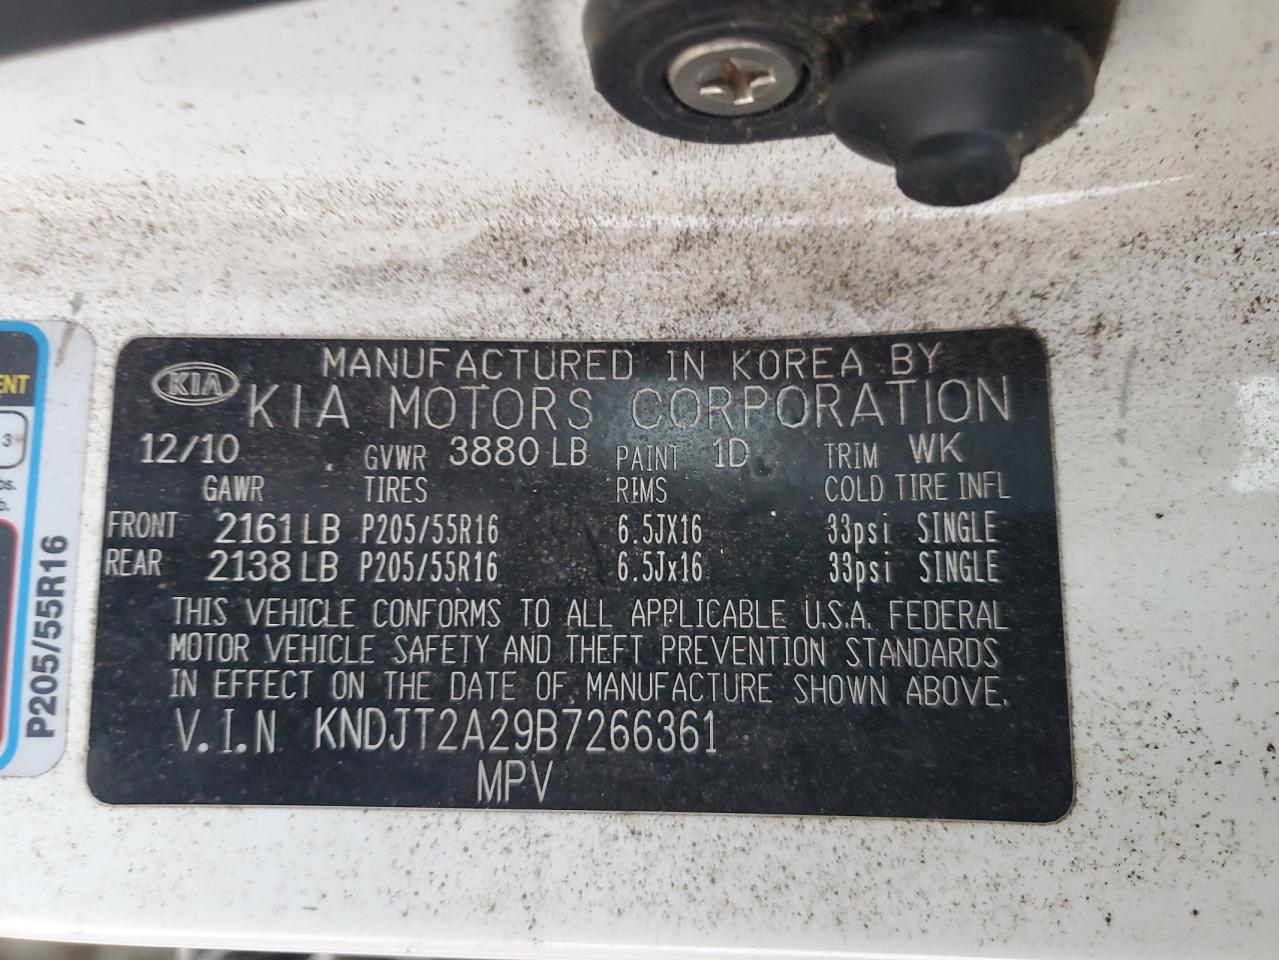 MANUFACTURED IN KOREA BY
KIA KIA MOTORS CORPORATION
12/10 GVWR 3880 LB PAINT 1D TRIM WK
GAWR TIRES RIMS COLD TIRE INFL
FRONT 2161 LB P205/55R16 6.5JX16 33psi SINGLE
REAR 2138 LB P205/55R16 6.5Jx16 33psi SINGLE
THIS VEHICLE CONFORMS TO ALL APPLICABLE U.S.A. FEDERAL
MOTOR VEHICLE SAFETY AND THEFT PREVENTION STANDARDS
IN EFFECT ON THE DATE OF MANUFACTURE SHOWN ABOVE.
V.I.N KNDJT2A29B7266361
MPV
3
P205/55R16